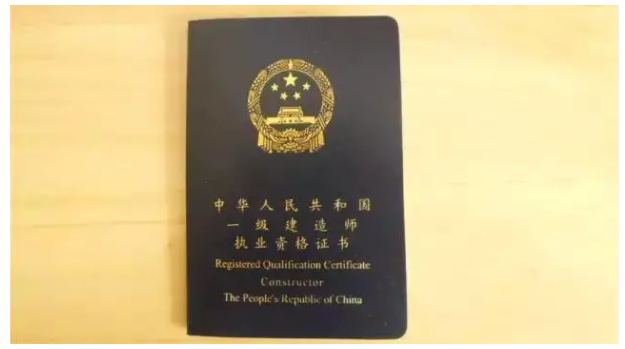 中华人民共和国
一级建造师
执业资格证书
Registered Qualification Certificate
Constructor
The People's Republic of China